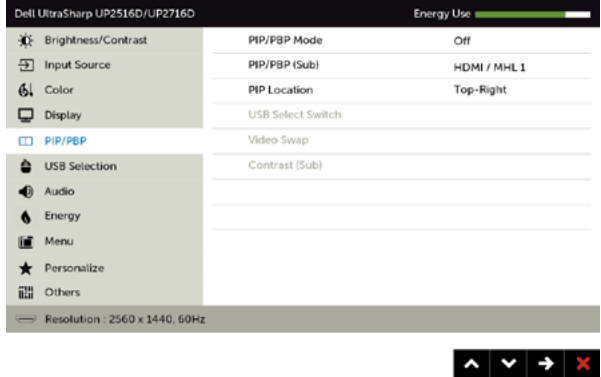 Dell UltraSharp UP2516D/UP2716D Energy Use
Brightness/Contrast PIP/PBP Mode Off
Input Source PIP/PBP (Sub) HDMI / MHL 1
Color PIP Location Top-Right
Display USB Select Switch
PIP/PBP Video Swap
USB Selection Contrast (Sub)
Audio
Energy
Menu
Personalize
Others
Resolution : 2560 x 1440, 60Hz